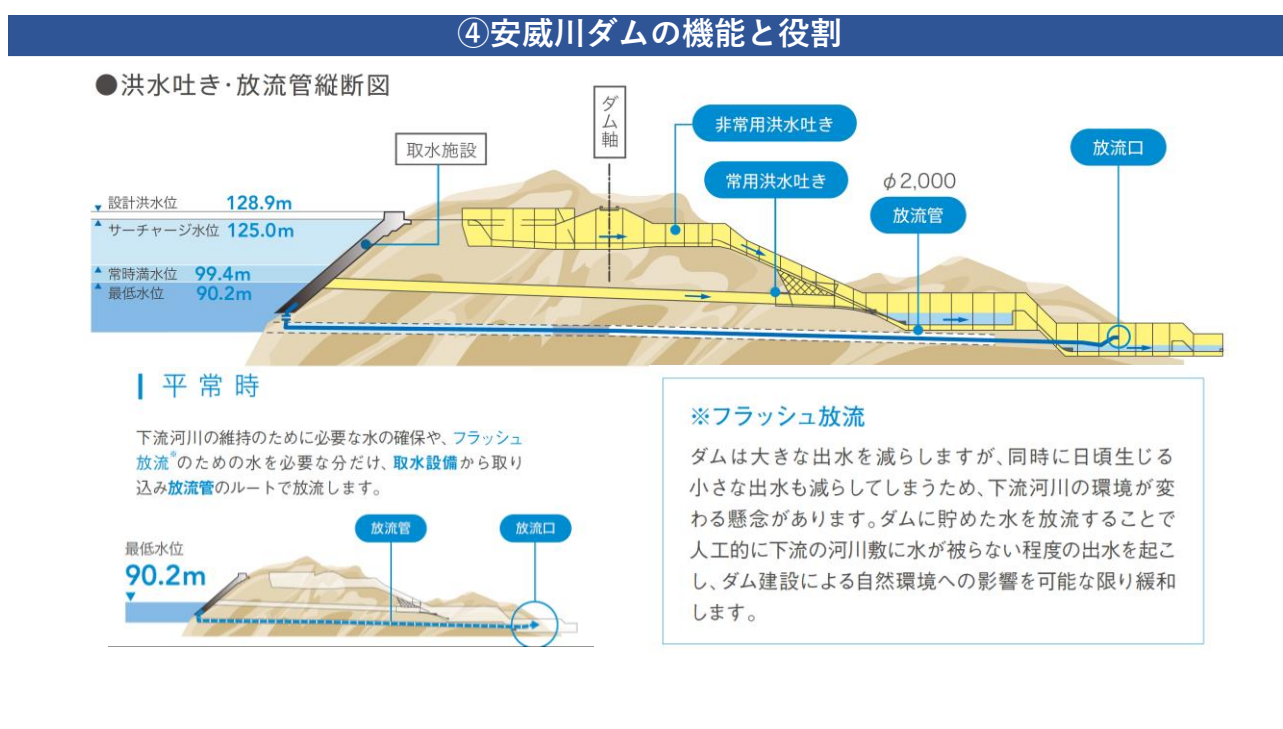 ④安威川ダムの機能と役割
●洪水吐き・放流管縦断図
ダム軸
取水施設
非常用洪水吐き
常用洪水吐き
φ2,000
放流管
放流口
設計洪水位 128.9m
サーチャージ水位 125.0m
常時満水位 99.4m
最低水位 90.2m
平常時
下流河川の維持のために必要な水の確保や、フラッシュ
放流※のための水を必要な分だけ、取水設備から取り
込み放流管のルートで放流します。
放流管
放流口
最低水位
90.2m
※フラッシュ放流
ダムは大きな出水を減らしますが、同時に日頃生じる
小さな出水も減らしてしまうため、下流河川の環境が変
わる懸念があります。ダムに貯めた水を放流することで
人工的に下流の河川敷に水が被らない程度の出水を起こ
し、ダム建設による自然環境への影響を可能な限り緩和
します。